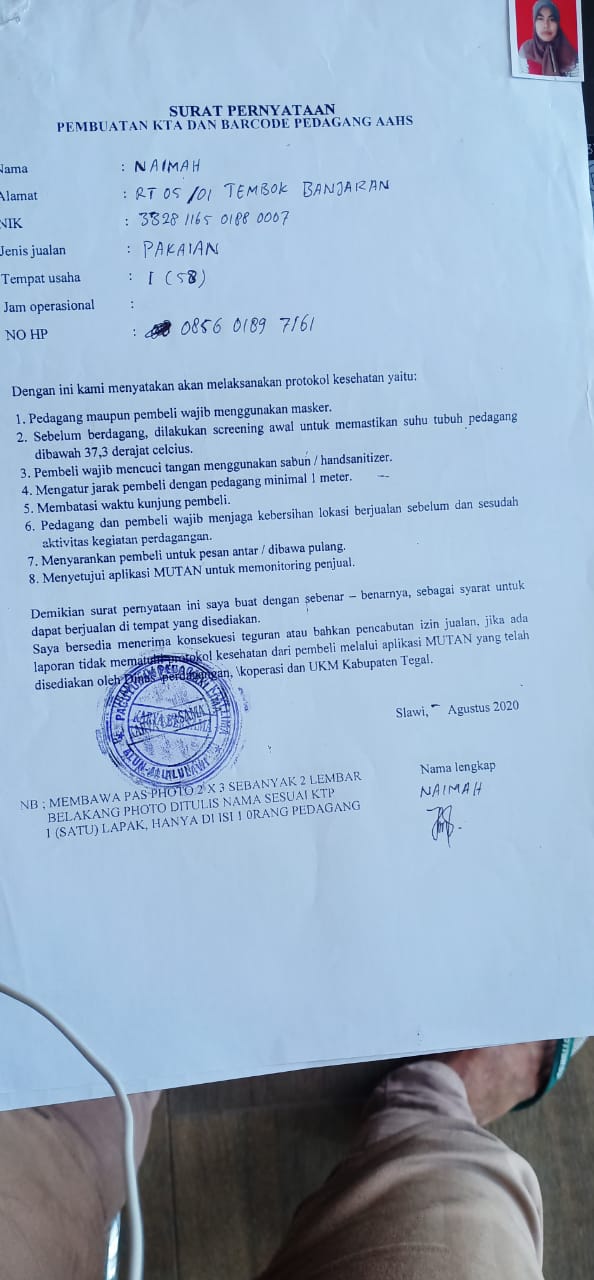 SURAT PERNYATAAN
PEMBUATAN KTA DAN BARCODE PEDAGANG AAHS
Nama : NAIMAH
Alamat : RT 05/01 TEMBOK BANJARAN
NIK : 3328 1165 0188 0007
Jenis jualan : PAKAIAN
Tempat usaha : I (58)
Jam operasional :
NO HP : 0856 0189 7161
Dengan ini kami menyatakan akan melaksanakan protokol kesehatan yaitu:
1. Pedagang maupun pembeli wajib menggunakan masker.
2. Sebelum berdagang, dilakukan screening awal untuk memastikan suhu tubuh pedagang
dibawah 37,3 derajat celcius.
3. Pembeli wajib mencuci tangan menggunakan sabun / handsanitizer.
4. Mengatur jarak pembeli dengan pedagang minimal 1 meter.
5. Membatasi waktu kunjung pembeli.
6. Pedagang dan pembeli wajib menjaga kebersihan lokasi berjualan sebelum dan sesudah
aktivitas kegiatan perdagangan.
7. Menyarankan pembeli untuk pesan antar / dibawa pulang.
8. Menyetujui aplikasi MUTAN untuk memonitoring penjual.
Demikian surat pernyataan ini saya buat dengan sebenar – benarnya, sebagai syarat untuk
dapat berjualan di tempat yang disediakan.
Saya bersedia menerima konsekuesi teguran atau bahkan pencabutan izin jualan, jika ada
laporan tidak mematuhi protokol kesehatan dari pembeli melalui aplikasi MUTAN yang telah
disediakan oleh Dinas perdagangan, \koperasi dan UKM Kabupaten Tegal.
KARYA BERSAMA
Slawi, Agustus 2020
Nama lengkap
NAIMAH
NB ; MEMBAWA PAS PHOTO 2 X 3 SEBANYAK 2 LEMBAR
BELAKANG PHOTO DITULIS NAMA SESUAI KTP
1 (SATU) LAPAK, HANYA DI ISI 1 0RANG PEDAGANG